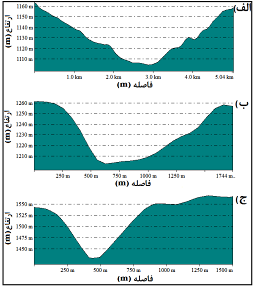 الف)
ارتفاع (m)
1160 m
1150 m
1140 m
1130 m
1120 m
1110 m
1.0 km
2.0 km
3.0 km
4.0 km
5.04 km
فاصله (m)
ب)
ارتفاع (m)
1260 m
1250 m
1240 m
1230 m
1220 m
1210 m
250 m
500 m
750 m
1000 m
1250 m
1744 m
فاصله (m)
ج)
ارتفاع (m)
1550 m
1525 m
1500 m
1475 m
1450 m
250 m
500 m
750 m
1000 m
1250 m
1500 m
فاصله (m)